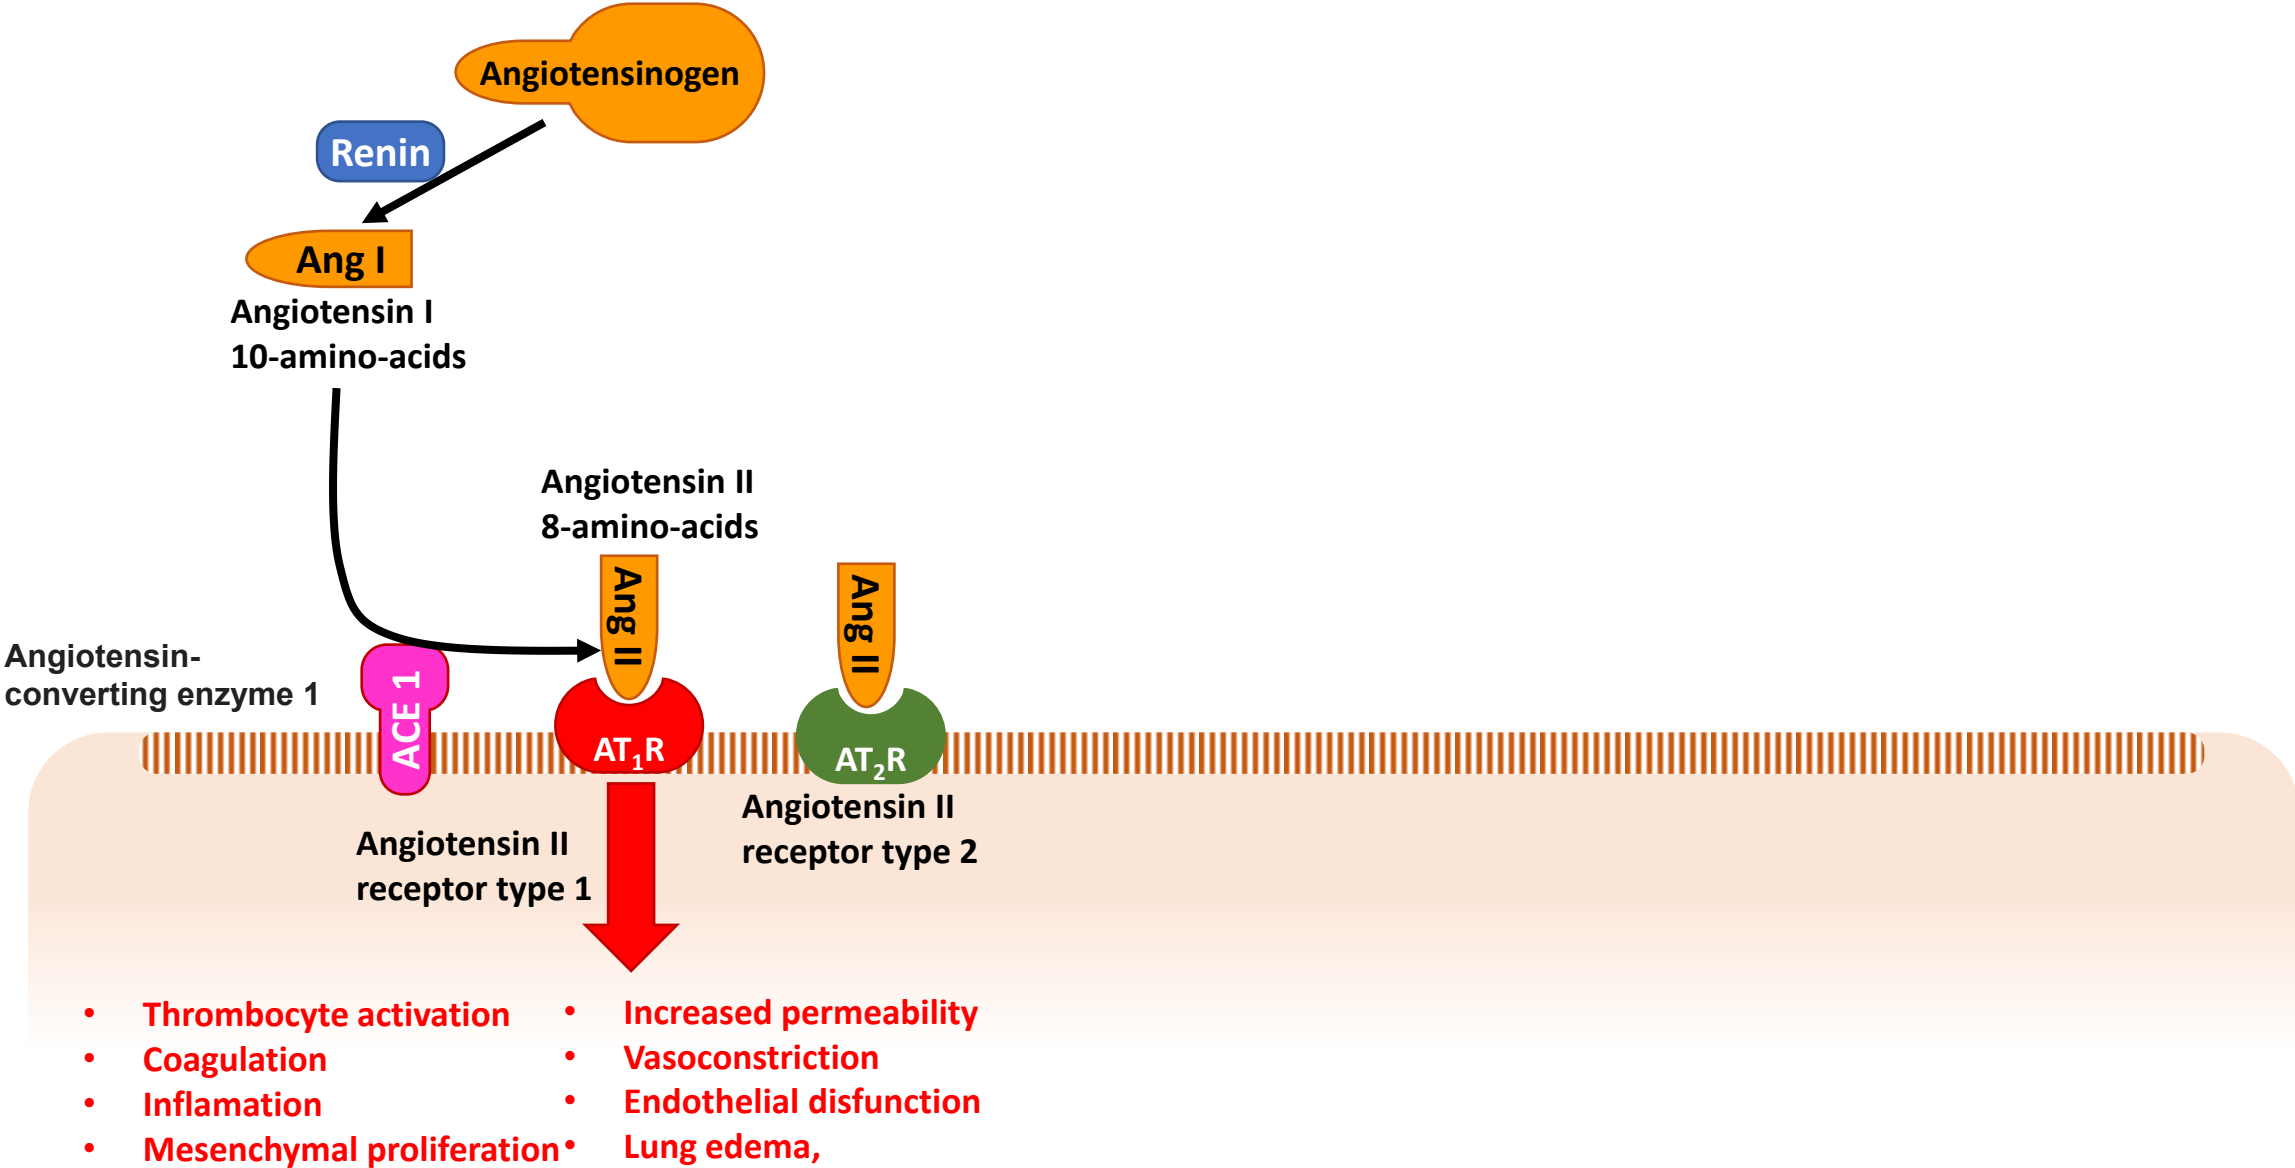 Angiotensinogen
Renin
Ang I
Angiotensin I
10-amino-acids
Angiotensin II
8-amino-acids
Ang II
Ang II
Angiotensin-
converting enzyme 1
ACE 1
AT₁R
AT₂R
Angiotensin II
receptor type 1
Angiotensin II
receptor type 2
• Thrombocyte activation
• Coagulation
• Inflamation
• Mesenchymal proliferation
• Increased permeability
• Vasoconstriction
• Endothelial disfunction
• Lung edema,